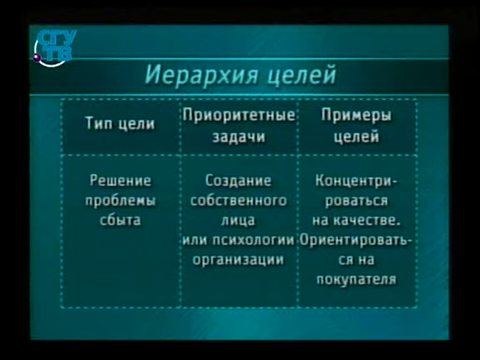 СГУ
ТВ
Иерархия целей
Тип цели
Приоритетные
задачи
Примеры
целей
Решение
проблемы
сбыта
Создание
собственного
лица
или психологии
организации
Концентри-
роваться
на качестве.
Ориентировать-
ся на
покупателя